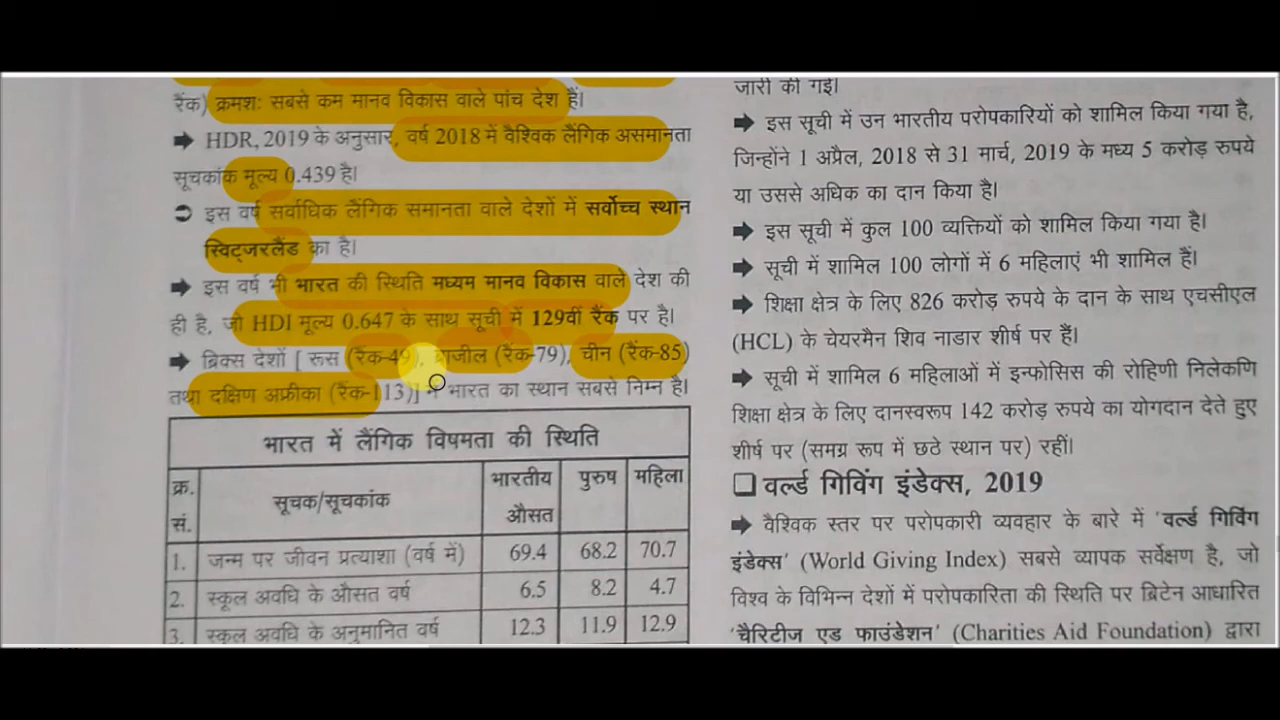 रैंक) क्रमशः सबसे कम मानव विकास वाले पांच देश हैं।
➡ HDR, 2019 के अनुसार, वर्ष 2018 में वैश्विक लैंगिक असमानता
सूचकांक मूल्य 0.439 है।
⊃ इस वर्ष सर्वाधिक लैंगिक समानता वाले देशों में सर्वोच्च स्थान
स्विट्जरलैंड का है।
➡ इस वर्ष भी भारत की स्थिति मध्यम मानव विकास वाले देश की
ही है, जो HDI मूल्य 0.647 के साथ सूची में 129वीं रैंक पर है।
➡ ब्रिक्स देशों [ रूस (रैंक-49), ब्राजील (रैंक-79), चीन (रैंक-85)
तथा दक्षिण अफ्रीका (रैंक-113)] में भारत का स्थान सबसे निम्न है।
भारत में लैंगिक विषमता की स्थिति
क्र. सं. सूचक/सूचकांक भारतीय औसत पुरुष महिला
1. जन्म पर जीवन प्रत्याशा (वर्ष में) 69.4 68.2 70.7
2. स्कूल अवधि के औसत वर्ष 6.5 8.2 4.7
3. स्कूल अवधि के अनुमानित वर्ष 12.3 11.9 12.9
जारी की गई।
➡ इस सूची में उन भारतीय परोपकारियों को शामिल किया गया है,
जिन्होंने 1 अप्रैल, 2018 से 31 मार्च, 2019 के मध्य 5 करोड़ रुपये
या उससे अधिक का दान किया है।
➡ इस सूची में कुल 100 व्यक्तियों को शामिल किया गया है।
➡ सूची में शामिल 100 लोगों में 6 महिलाएं भी शामिल हैं।
➡ शिक्षा क्षेत्र के लिए 826 करोड़ रुपये के दान के साथ एचसीएल
(HCL) के चेयरमैन शिव नाडार शीर्ष पर हैं।
➡ सूची में शामिल 6 महिलाओं में इन्फोसिस की रोहिणी निलेकणि
शिक्षा क्षेत्र के लिए दानस्वरूप 142 करोड़ रुपये का योगदान देते हुए
शीर्ष पर (समग्र रूप में छठे स्थान पर) रहीं।
❑ वर्ल्ड गिविंग इंडेक्स, 2019
➡ वैश्विक स्तर पर परोपकारी व्यवहार के बारे में 'वर्ल्ड गिविंग
इंडेक्स' (World Giving Index) सबसे व्यापक सर्वेक्षण है, जो
विश्व के विभिन्न देशों में परोपकारिता की स्थिति पर ब्रिटेन आधारित
'चैरिटीज एड फाउंडेशन' (Charities Aid Foundation) द्वारा